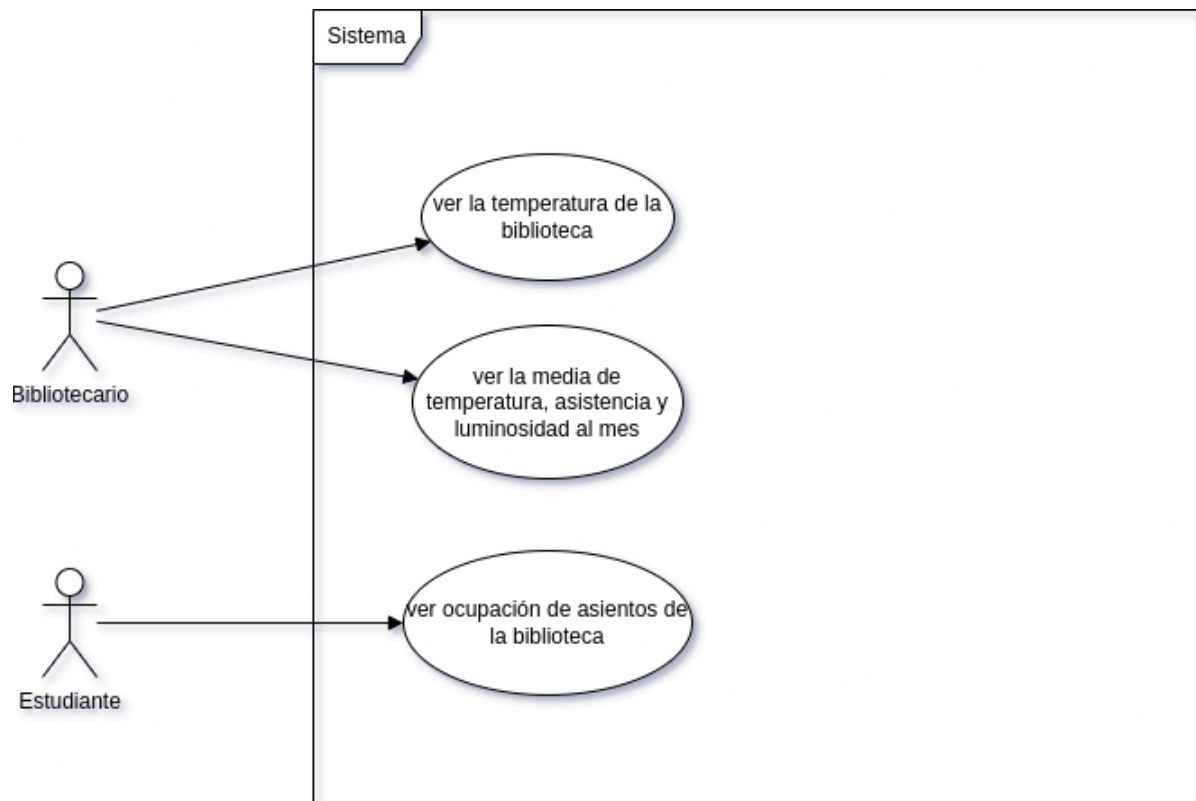 Sistema
ver la temperatura de la
biblioteca
Bibliotecario
ver la media de
temperatura, asistencia y
luminosidad al mes
ver ocupación de asientos de
la biblioteca
Estudiante